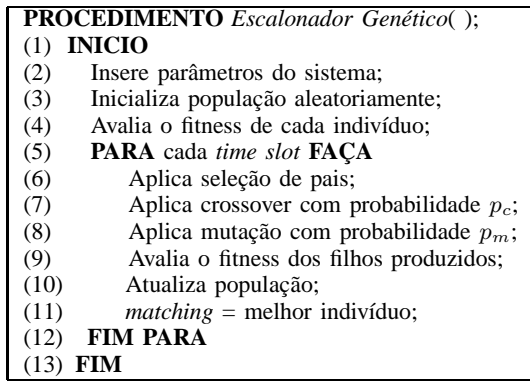 PROCEDIMENTO Escalonador Genético( );
(1) INICIO
(2) Insere parâmetros do sistema;
(3) Inicializa população aleatoriamente;
(4) Avalia o fitness de cada indivíduo;
(5) PARA cada time slot FAÇA
(6) Aplica seleção de pais;
(7) Aplica crossover com probabilidade p_c;
(8) Aplica mutação com probabilidade p_m;
(9) Avalia o fitness dos filhos produzidos;
(10) Atualiza população;
(11) matching = melhor indivíduo;
(12) FIM PARA
(13) FIM